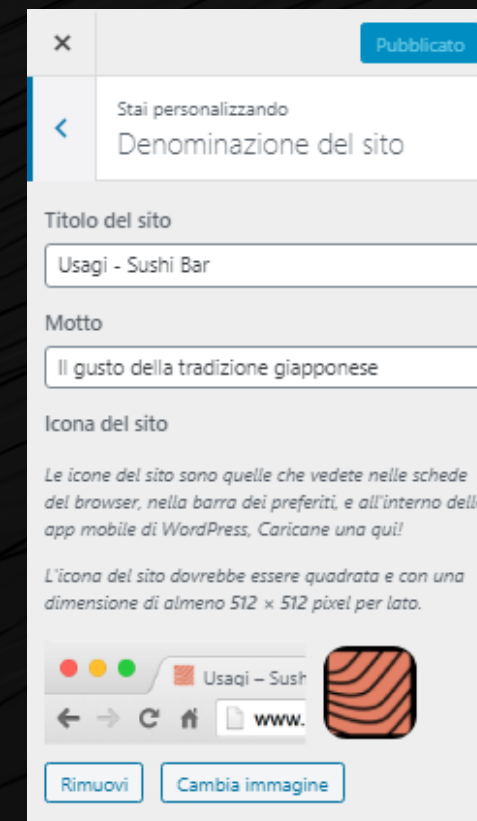 Pubblicato
Stai personalizzando
Denominazione del sito
Titolo del sito
Usagi - Sushi Bar
Motto
Il gusto della tradizione giapponese
Icona del sito
Le icone del sito sono quelle che vedete nelle schede
del browser, nella barra dei preferiti, e all'interno dell
app mobile di WordPress, Caricane una qui!
L'icona del sito dovrebbe essere quadrata e con una
dimensione di almeno 512 × 512 pixel per lato.
Usagi – Sush
www.
Rimuovi
Cambia immagine